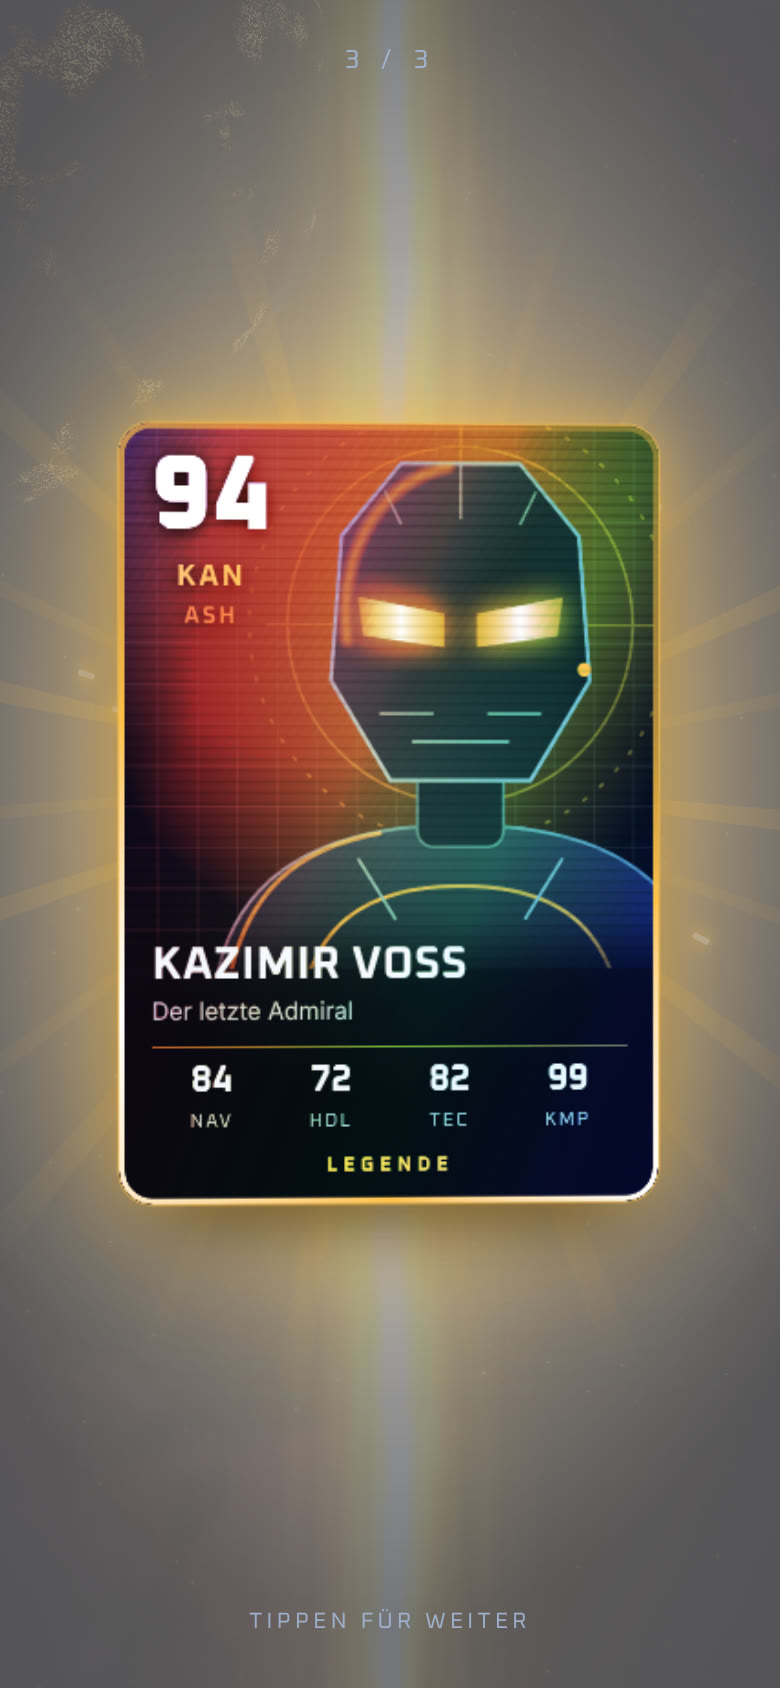 3 / 3
94
KAN
ASH
KAZIMIR VOSS
Der letzte Admiral
84 72 82 99
NAV HDL TEC KMP
LEGENDE
TIPPEN FÜR WEITER